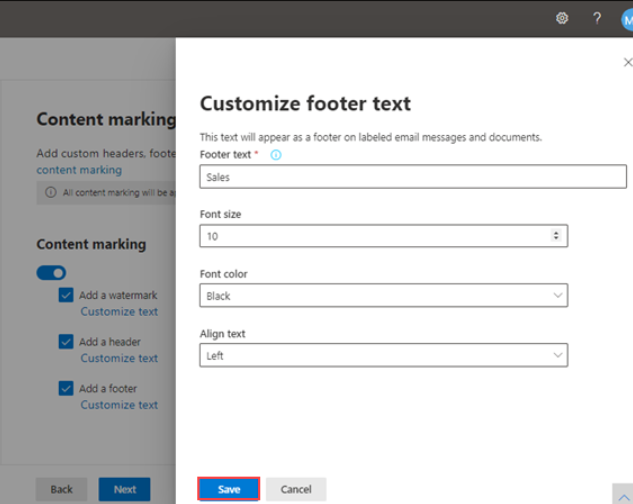 ?
M
Content marking
Add custom headers, foote
content marking
All content marking will be a
Content marking
Add a watermark
Customize text
Add a header
Customize text
Add a footer
Customize text
Back
Next
Customize footer text
This text will appear as a footer on labeled email messages and documents.
Footer text *
Sales
Font size
10
Font color
Black
Align text
Left
Save
Cancel